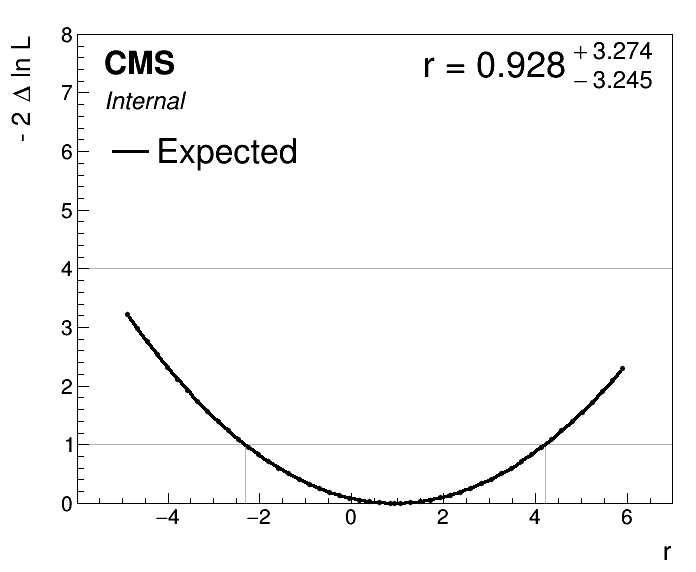 - 2 Δ ln L
CMS
Internal
r = 0.928 +3.274 −3.245
Expected
8
7
6
5
4
3
2
1
0
−4 −2 0 2 4 6
r